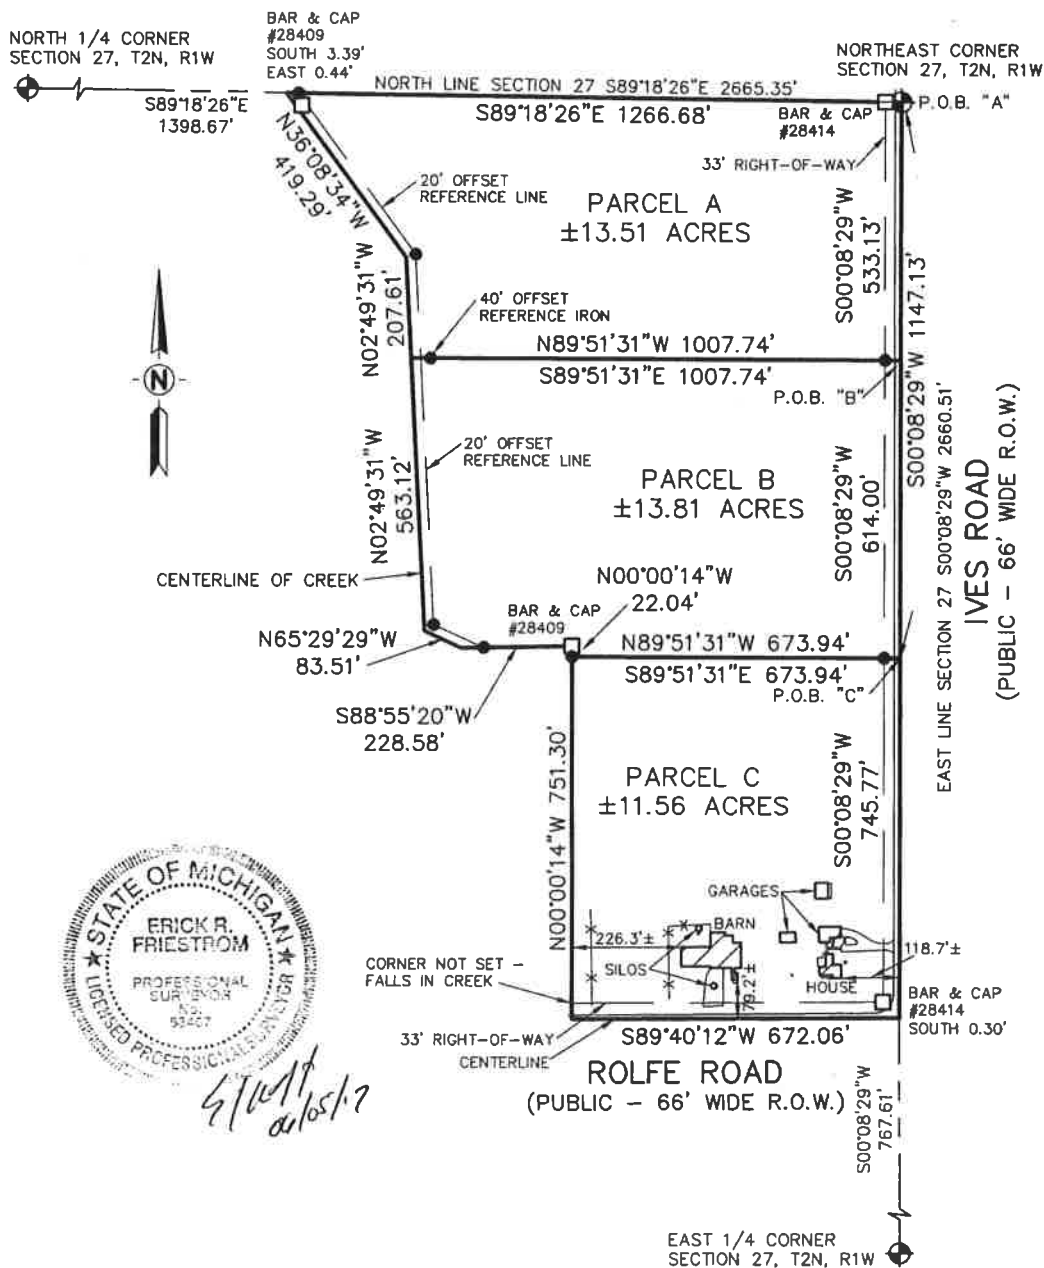 NORTH 1/4 CORNER
SECTION 27, T2N, R1W
BAR & CAP
#28409
SOUTH 3.39'
EAST 0.44'
NORTHEAST CORNER
SECTION 27, T2N, R1W
P.O.B. "A"
NORTH LINE SECTION 27 S89°18'26"E 2665.35'
S89°18'26"E
1398.67'
S89°18'26"E 1266.68'
BAR & CAP
#28414
33' RIGHT-OF-WAY
N36°08'34"W
419.29'
20' OFFSET
REFERENCE LINE
PARCEL A
±13.51 ACRES
S00°08'29"W
533.13'
S00°08'29"W 1147.13'
N02°49'31"W
207.61'
40' OFFSET
REFERENCE IRON
N89°51'31"W 1007.74'
S89°51'31"E 1007.74'
P.O.B. "B"
N
N02°49'31"W
563.12'
20' OFFSET
REFERENCE LINE
PARCEL B
±13.81 ACRES
S00°08'29"W
614.00'
EAST LINE SECTION 27 S00°08'29"W 2660.51'
IVES ROAD
(PUBLIC - 66' WIDE R.O.W.)
CENTERLINE OF CREEK
N00°00'14"W
22.04'
BAR & CAP
#28409
N65°29'29"W
83.51'
N89°51'31"W 673.94'
S89°51'31"E 673.94'
P.O.B. "C"
S88°55'20"W
228.58'
N00°00'14"W 751.30'
PARCEL C
±11.56 ACRES
S00°08'29"W
745.77'
GARAGES
BARN
226.3'±
SILOS
79.2'±
HOUSE
118.7'±
CORNER NOT SET -
FALLS IN CREEK
BAR & CAP
#28414
SOUTH 0.30'
33' RIGHT-OF-WAY
CENTERLINE
S89°40'12"W 672.06'
ROLFE ROAD
(PUBLIC - 66' WIDE R.O.W.)
S00°08'29"W
767.61'
EAST 1/4 CORNER
SECTION 27, T2N, R1W
STATE OF MICHIGAN
ERICK R.
FRIESTROM
PROFESSIONAL
SURVEYOR
NO.
53497
LICENSED PROFESSIONAL SURVEYOR
06/05/17